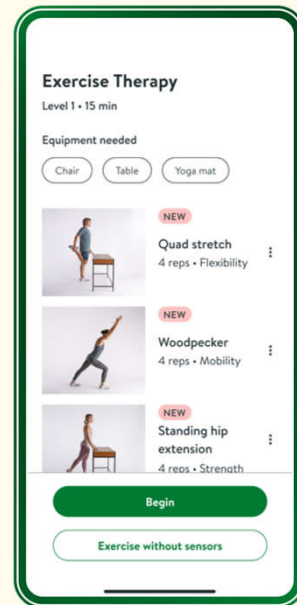 Exercise Therapy
Level 1 • 15 min
Equipment needed
Chair
Table
Yoga mat
NEW
Quad stretch
4 reps • Flexibility
NEW
Woodpecker
4 reps • Mobility
NEW
Standing hip
extension
4 reps • Strength
Begin
Exercise without sensors